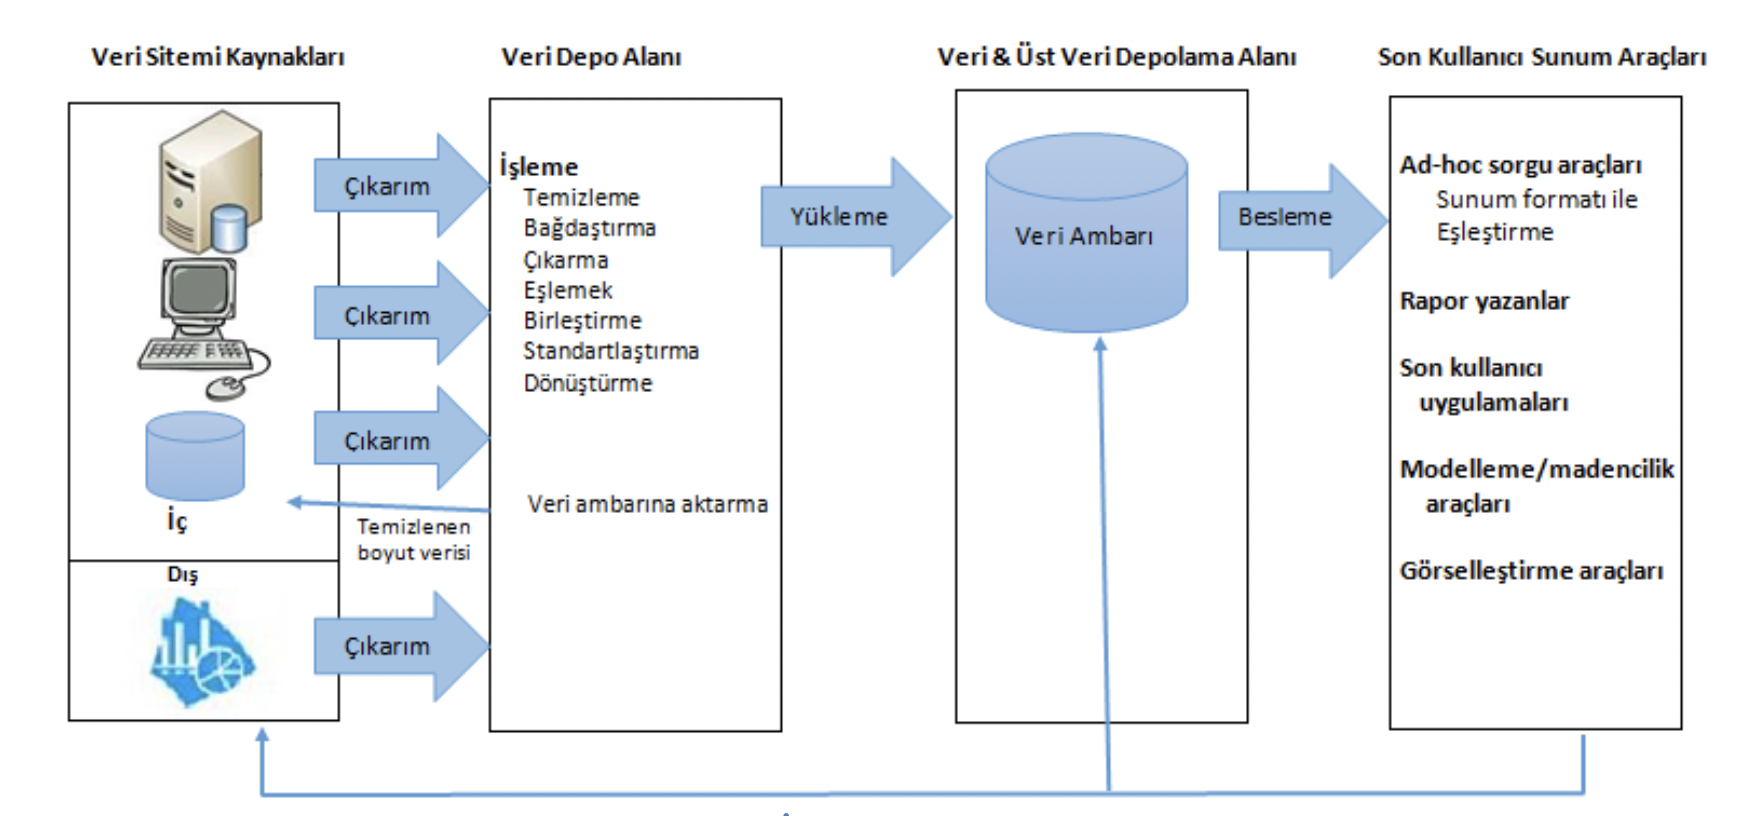 Veri Sitemi Kaynakları
Veri Depo Alanı
Veri & Üst Veri Depolama Alanı
Son Kullanıcı Sunum Araçları
Çıkarım
Çıkarım
Çıkarım
İç
Temizlenen
boyut verisi
Dış
Çıkarım
İşleme
Temizleme
Bağdaştırma
Çıkarma
Eşlemek
Birleştirme
Standartlaştırma
Dönüştürme
Veri ambarına aktarma
Yükleme
Veri Ambarı
Besleme
Ad-hoc sorgu araçları
Sunum formatı ile
Eşleştirme
Rapor yazanlar
Son kullanıcı
uygulamaları
Modelleme/madencilik
araçları
Görselleştirme araçları